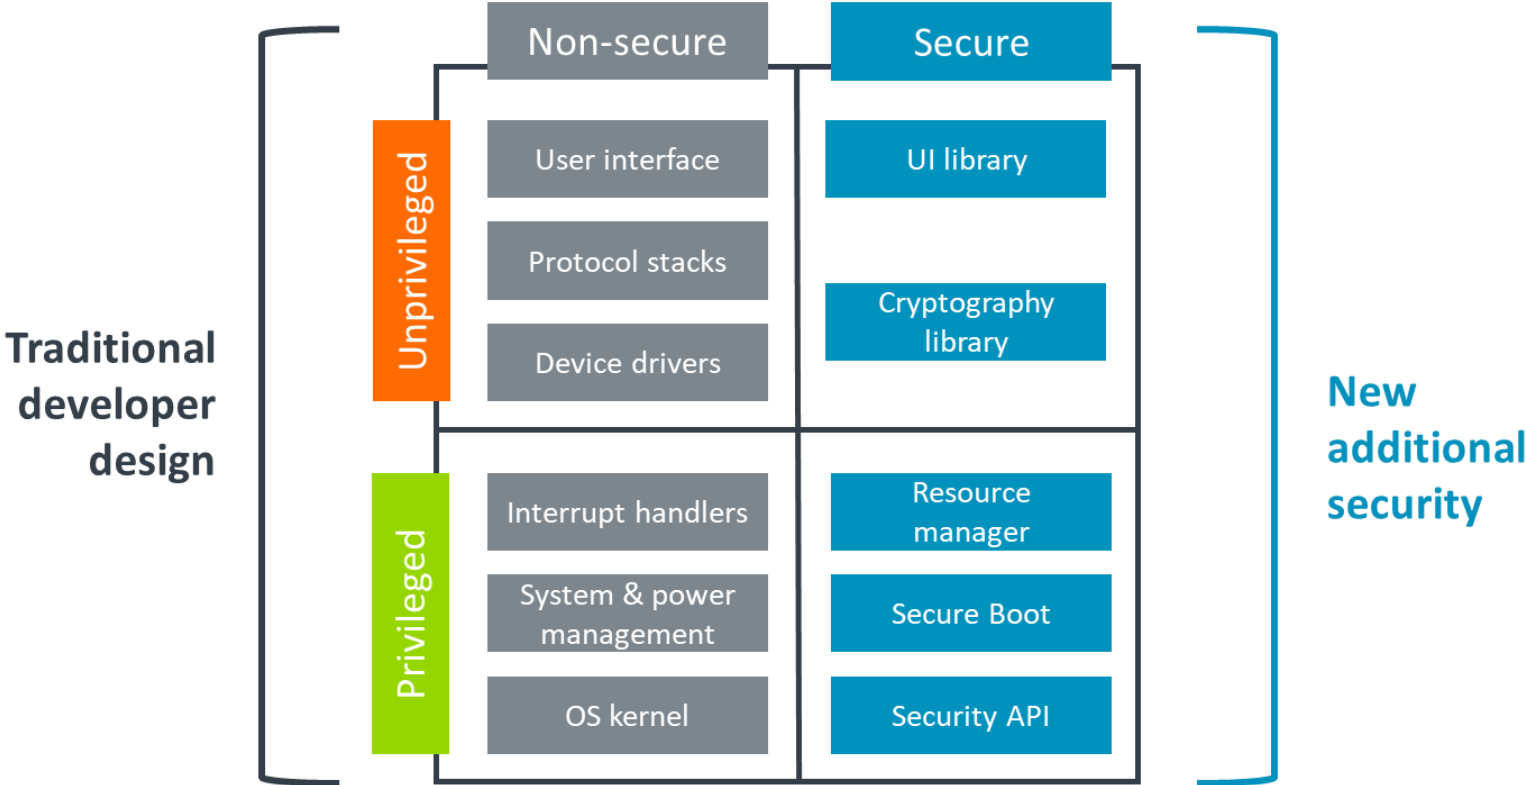 Non-secure
Secure
Traditional
developer
design
Unprivileged
User interface
UI library
Protocol stacks
Cryptography
library
Device drivers
New
additional
security
Privileged
Interrupt handlers
Resource
manager
System & power
management
Secure Boot
OS kernel
Security API